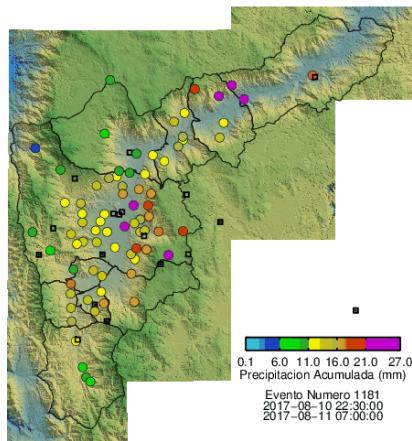 0.1 6.0 11.0 16.0 21.0 27.0
Precipitacion Acumulada (mm)
Evento Numero 1181
2017-08-10 22:30:00
2017-08-11 07:00:00